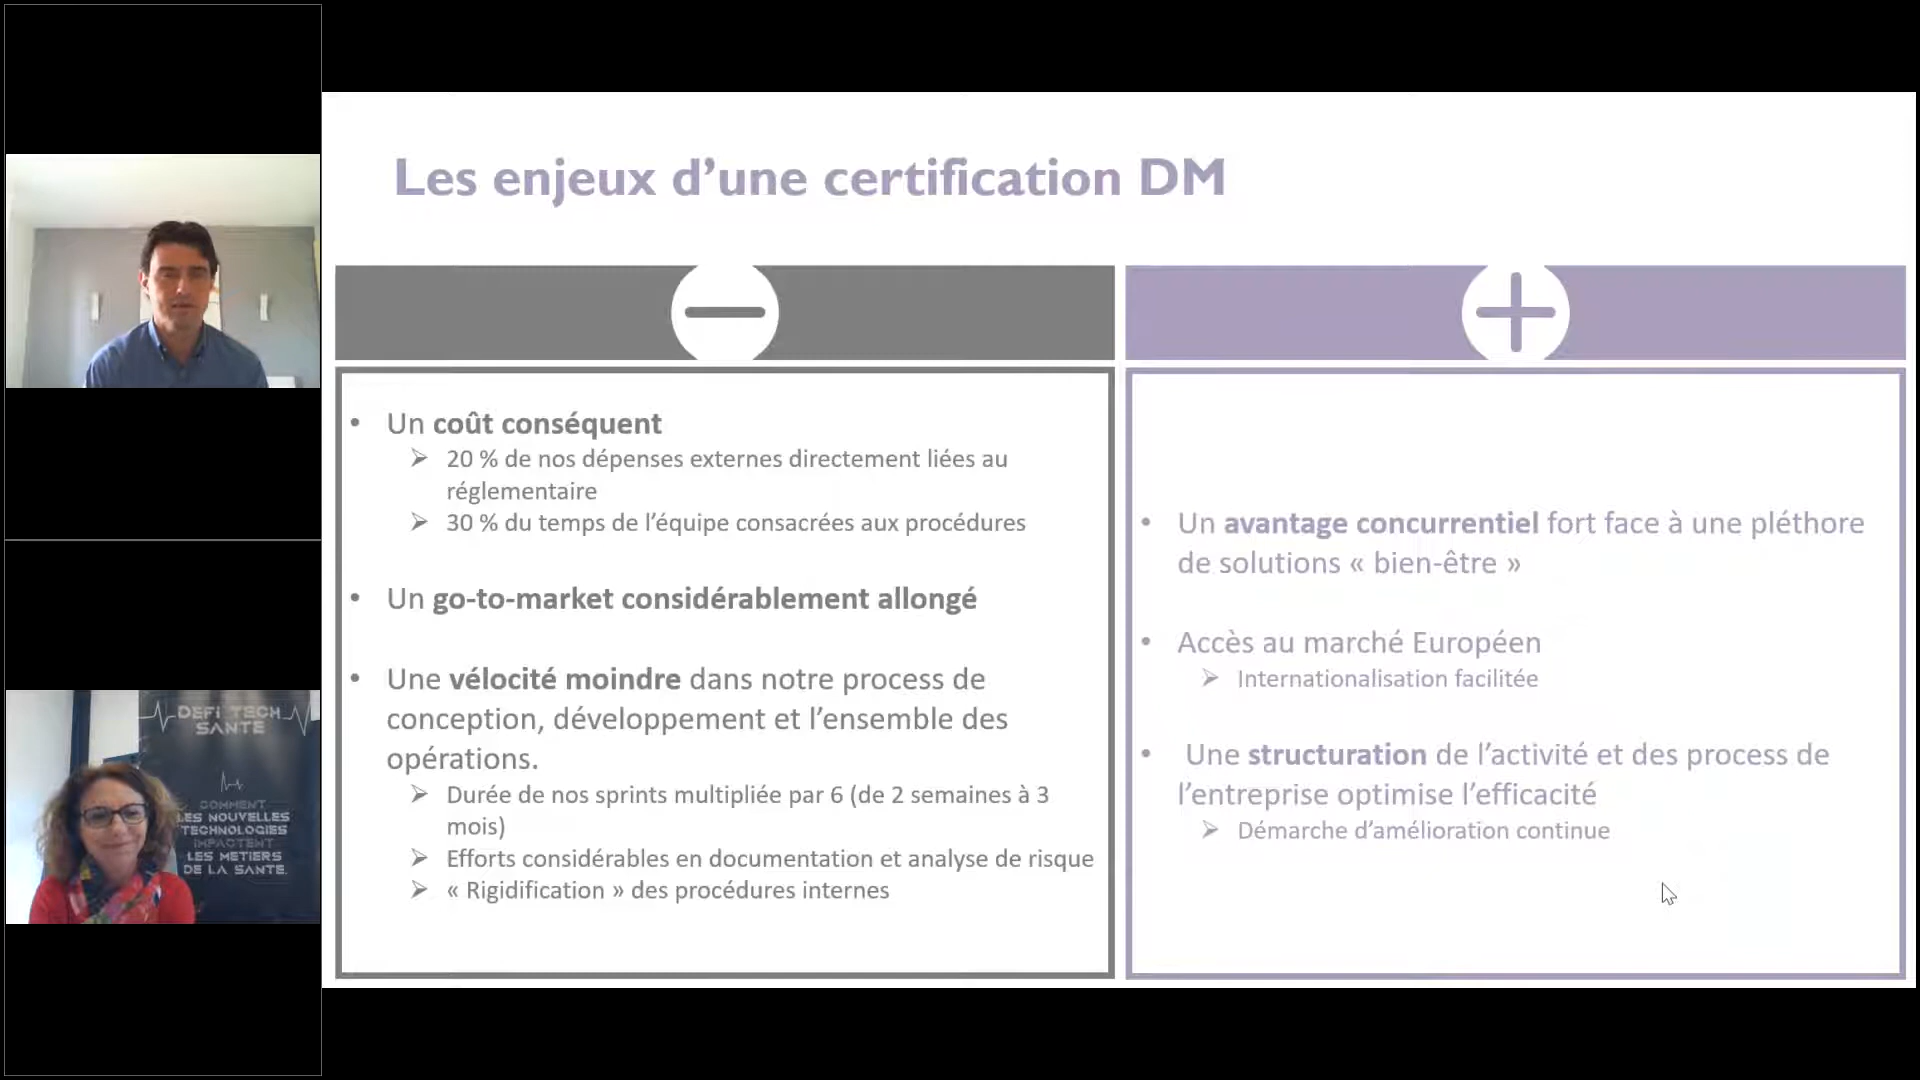 Les enjeux d’une certification DM
• Un coût conséquent
➢ 20 % de nos dépenses externes directement liées au
réglementaire
➢ 30 % du temps de l’équipe consacrées aux procédures
• Un go-to-market considérablement allongé
• Une vélocité moindre dans notre process de
conception, développement et l’ensemble des
opérations.
➢ Durée de nos sprints multipliée par 6 (de 2 semaines à 3
mois)
➢ Efforts considérables en documentation et analyse de risque
➢ « Rigidification » des procédures internes
• Un avantage concurrentiel fort face à une pléthore
de solutions « bien-être »
• Accès au marché Européen
➢ Internationalisation facilitée
• Une structuration de l’activité et des process de
l’entreprise optimise l’efficacité
➢ Démarche d’amélioration continue
DEFI TECH
SANTE
COMMENT
LES NOUVELLES
TECHNOLOGIES
IMPACTENT
LES METIERS
DE LA SANTE.